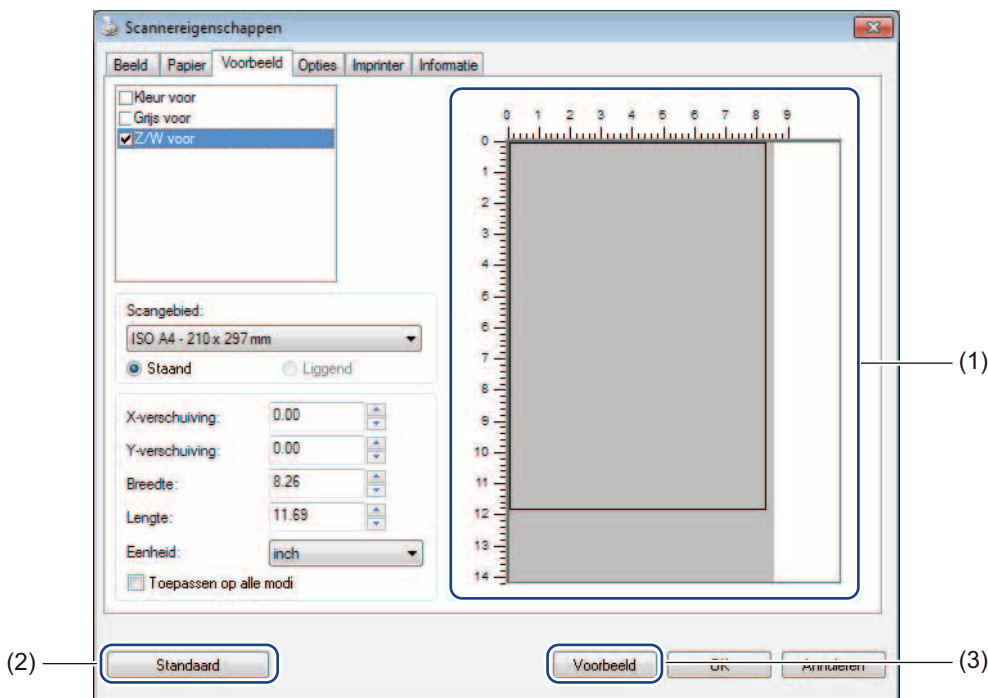 Scannereigenschappen
Beeld Papier Voorbeeld Opties Imprinter Informatie
Kleur voor
Grijs voor
Z/W voor
0 1 2 3 4 5 6 7 8 9
0
1
2
3
4
5
6
7
8
9
10
11
12
13
14
(1)
Scangebied:
ISO A4 - 210 x 297 mm
Staand Liggend
X-verschuiving: 0.00
Y-verschuiving: 0.00
Breedte: 8.26
Lengte: 11.69
Eenheid: inch
Toepassen op alle modi
(2) Standaard Voorbeeld OK Annuleren (3)